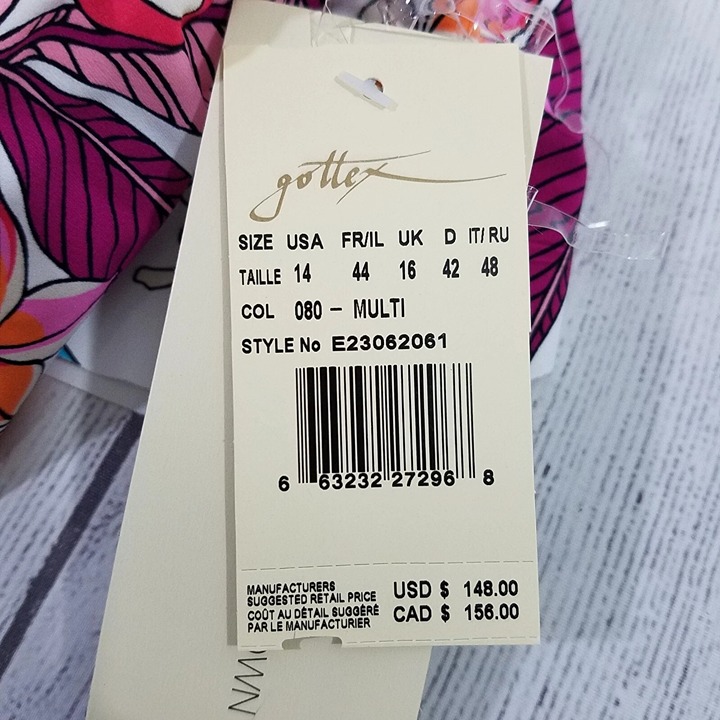 gottex
SIZE USA FR/IL UK D IT/RU
TAILLE 14 44 16 42 48
COL 080 - MULTI
STYLE No E23062061
6 63232 27296 8
MANUFACTURERS
SUGGESTED RETAIL PRICE USD $ 148.00
COÛT AU DÉTAIL SUGGÉRÉ
PAR LE MANUFACTURIER CAD $ 156.00
OWN